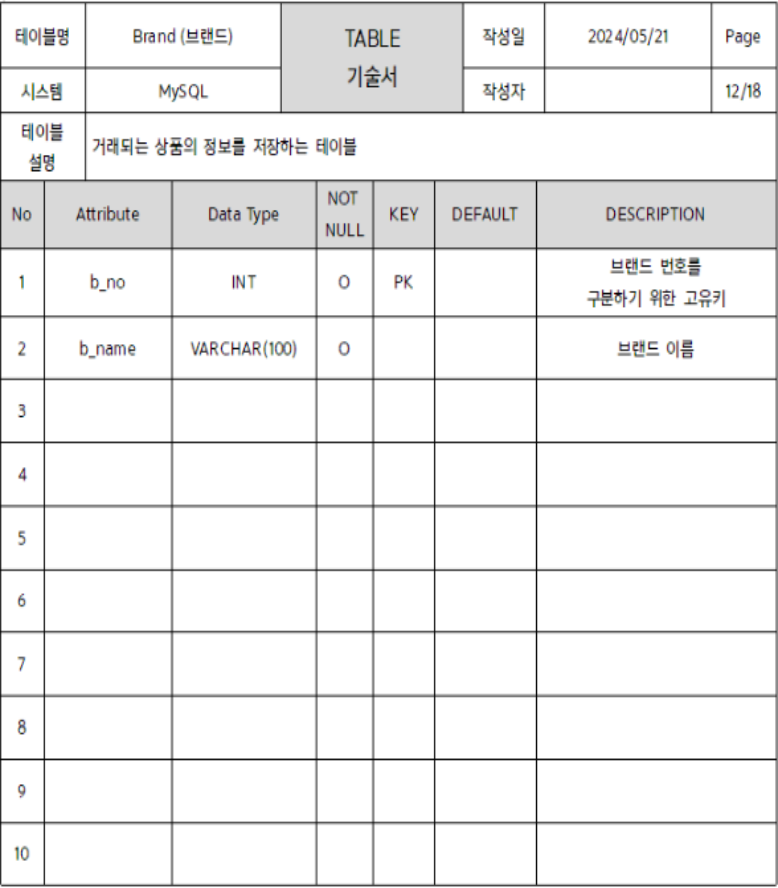 테이블명 Brand (브랜드) TABLE 기술서 작성일 2024/05/21 Page
시스템 MySQL 작성자 12/18
테이블 설명 거래되는 상품의 정보를 저장하는 테이블
No Attribute Data Type NOT NULL KEY DEFAULT DESCRIPTION
1 b_no INT O PK 브랜드 번호를 구분하기 위한 고유키
2 b_name VARCHAR(100) O 브랜드 이름
3
4
5
6
7
8
9
10